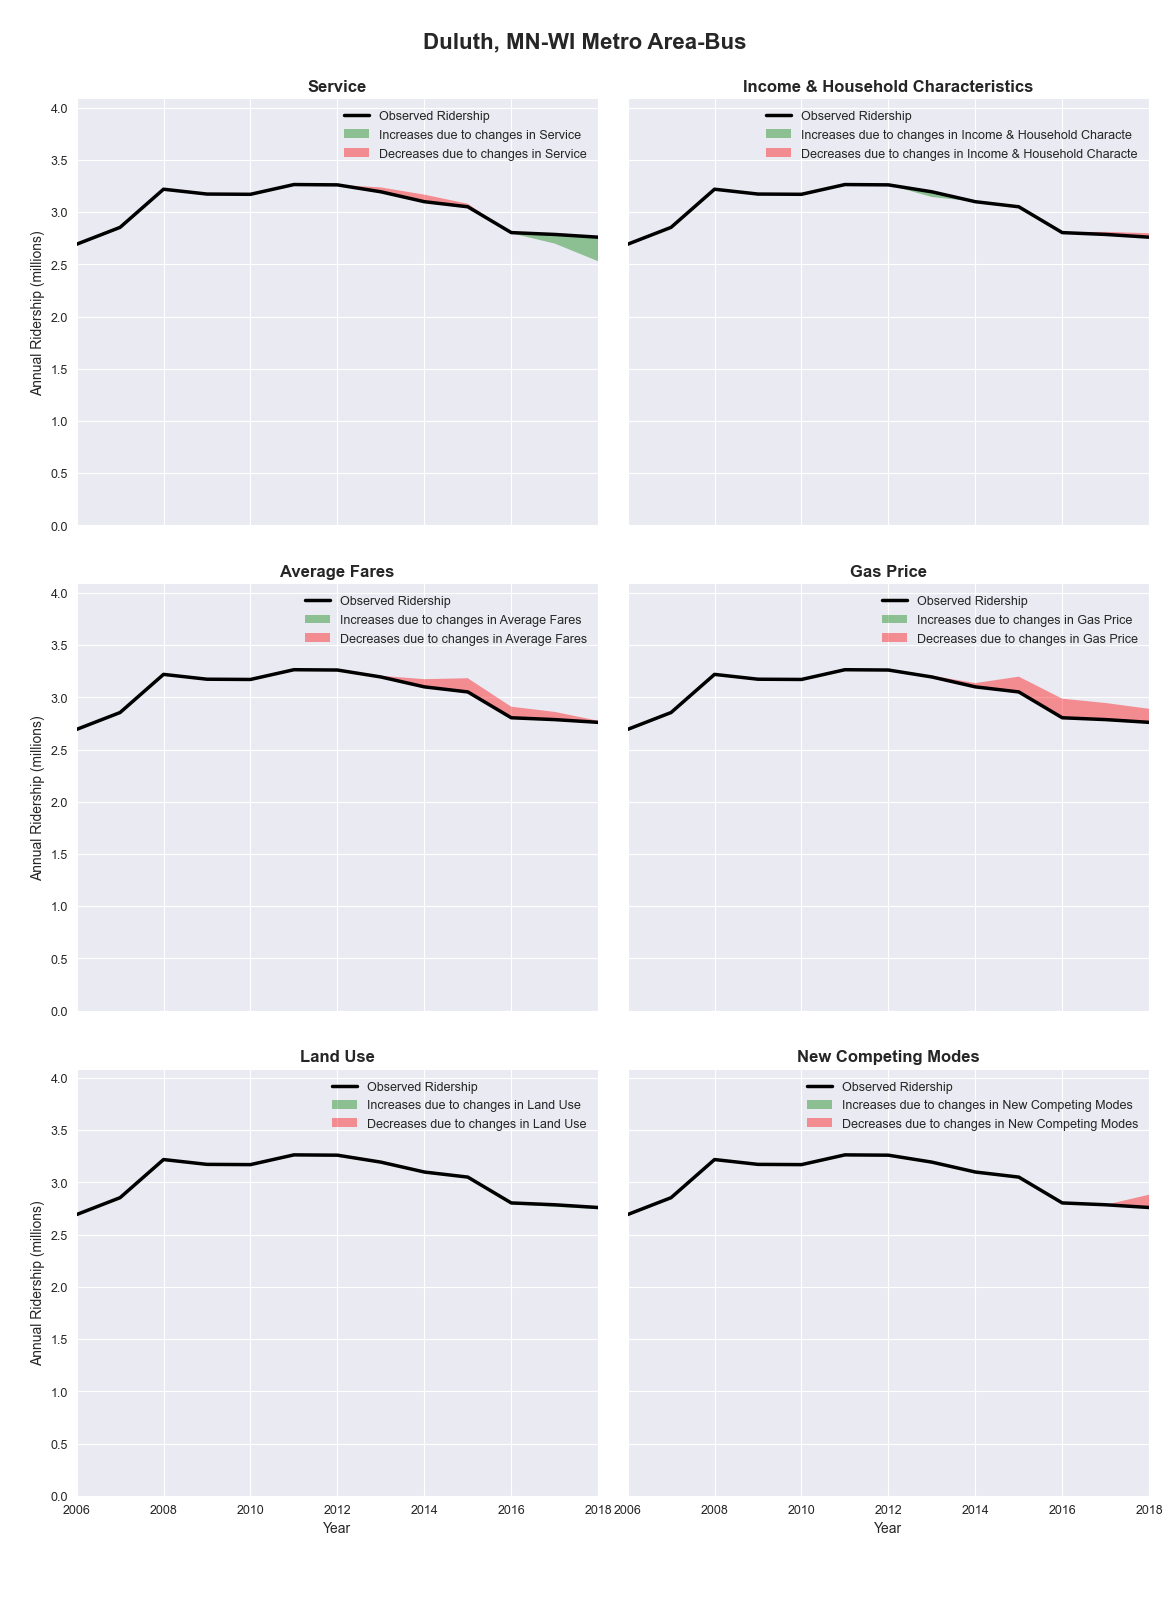 Duluth, MN-WI Metro Area-Bus
Service
Observed Ridership
Increases due to changes in Service
Decreases due to changes in Service
4.0
3.5
3.0
2.5
2.0
1.5
1.0
0.5
0.0
Annual Ridership (millions)
Income & Household Characteristics
Observed Ridership
Increases due to changes in Income & Household Characte
Decreases due to changes in Income & Household Characte
Average Fares
Observed Ridership
Increases due to changes in Average Fares
Decreases due to changes in Average Fares
4.0
3.5
3.0
2.5
2.0
1.5
1.0
0.5
0.0
Annual Ridership (millions)
Gas Price
Observed Ridership
Increases due to changes in Gas Price
Decreases due to changes in Gas Price
Land Use
Observed Ridership
Increases due to changes in Land Use
Decreases due to changes in Land Use
4.0
3.5
3.0
2.5
2.0
1.5
1.0
0.5
0.0
Annual Ridership (millions)
2006 2008 2010 2012 2014 2016 2018
Year
New Competing Modes
Observed Ridership
Increases due to changes in New Competing Modes
Decreases due to changes in New Competing Modes
2006 2008 2010 2012 2014 2016 2018
Year